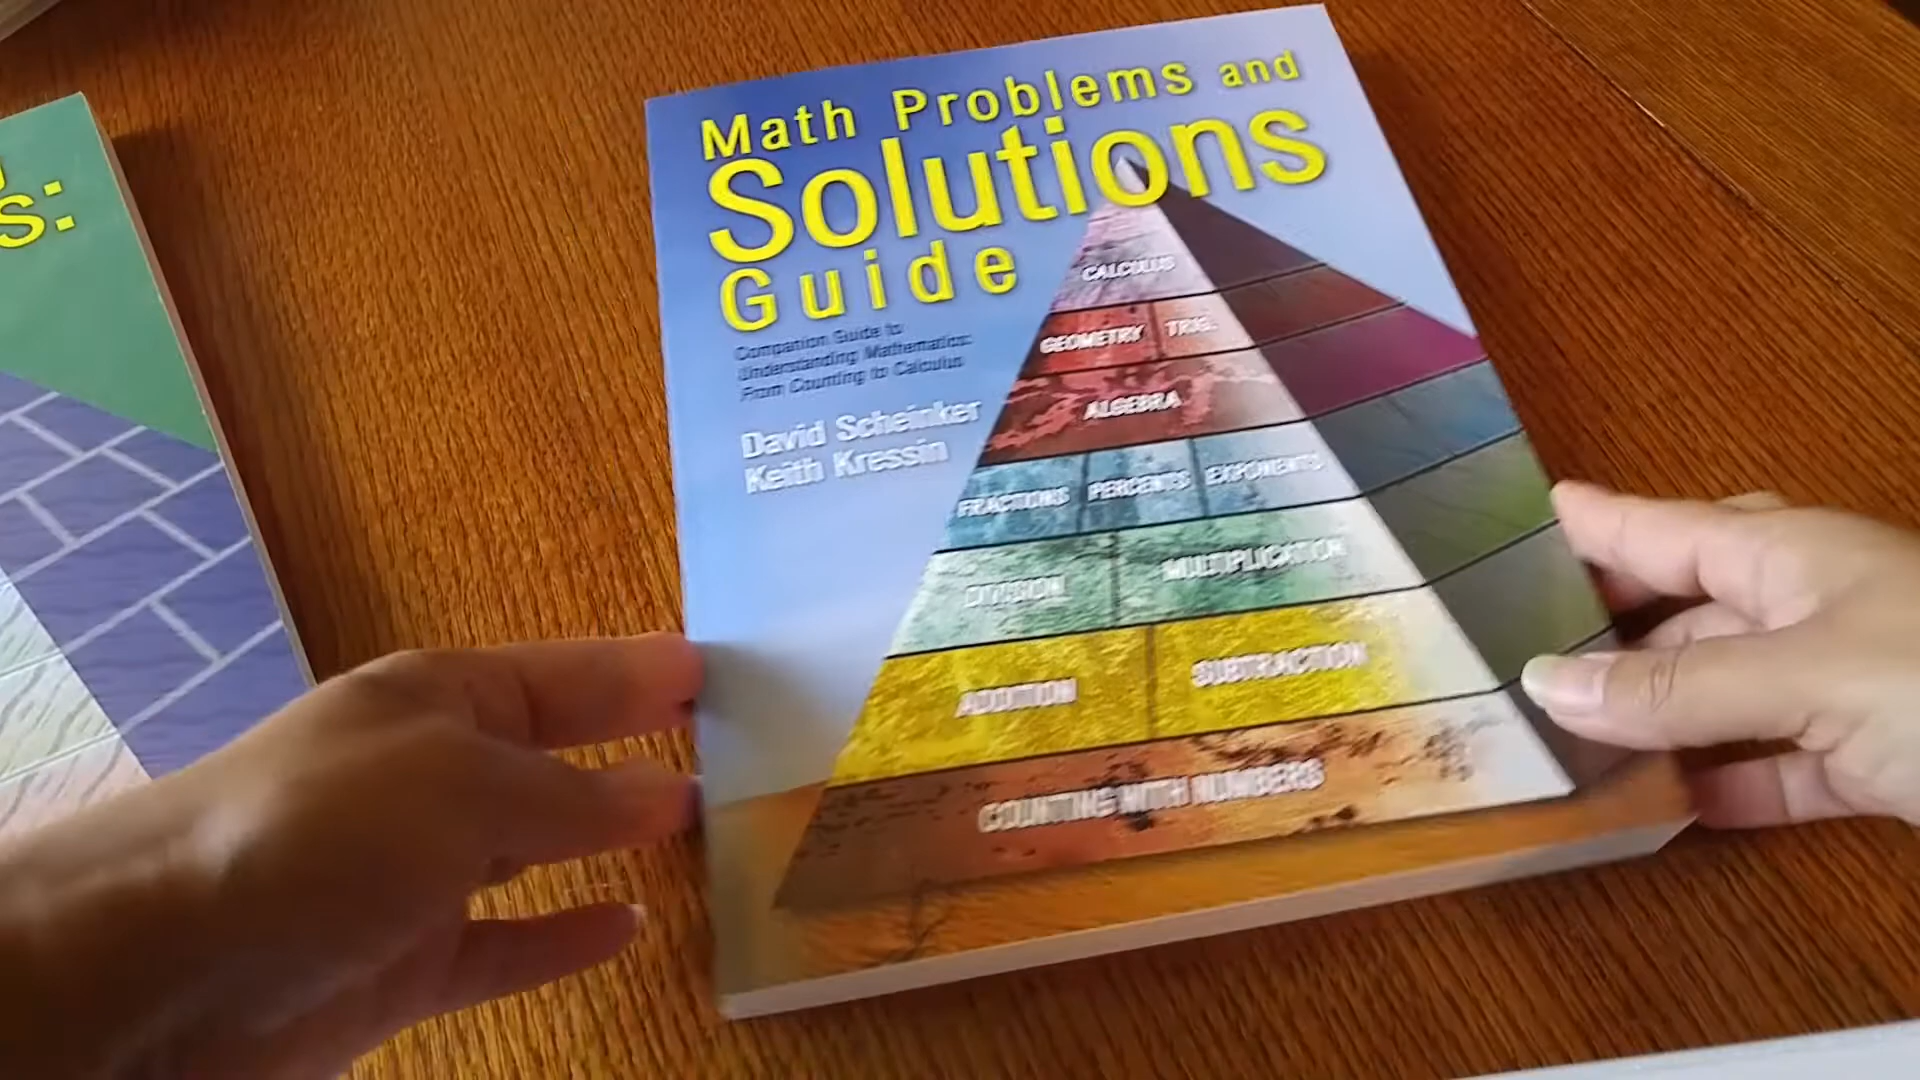 S:
Math Problems and
Solutions
Guide
Companion Guide to
Understanding Mathematics:
From Counting to Calculus
David Scheinker
Keith Kressin
CALCULUS
GEOMETRY TRIG.
ALGEBRA
FRACTIONS PERCENTS EXPONENTS
DIVISION MULTIPLICATION
ADDITION SUBTRACTION
COUNTING WITH NUMBERS